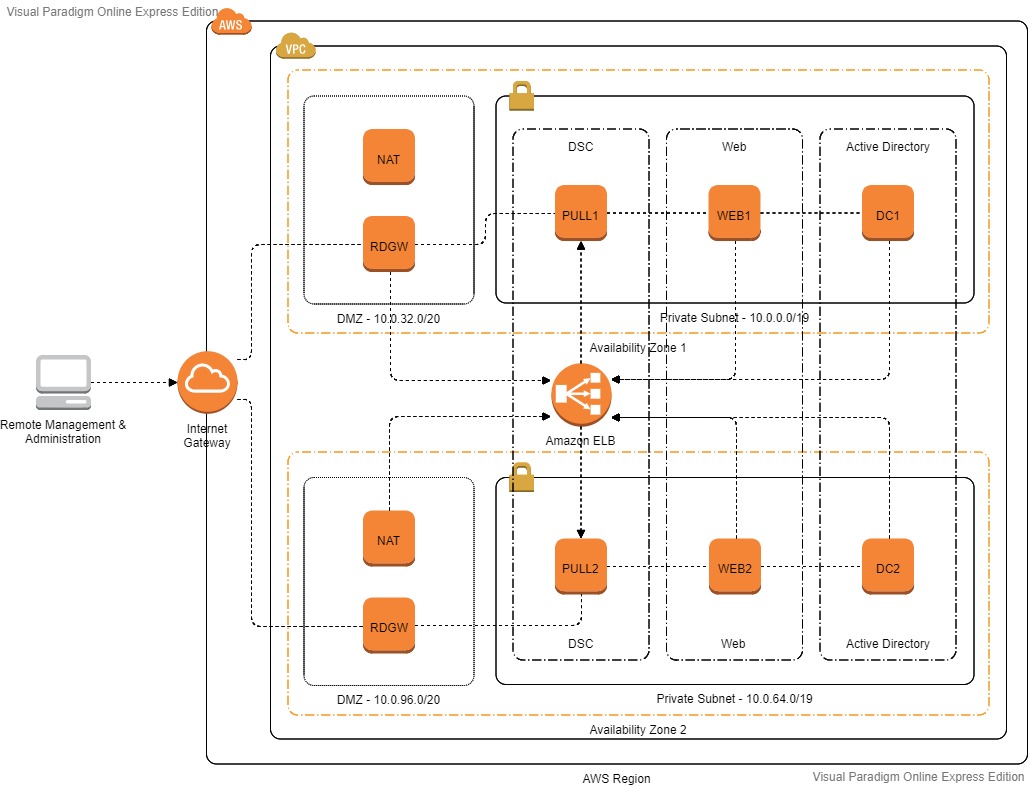 Visual Paradigm Online Express Edition
AWS
VPC
DSC
Web
Active Directory
NAT
PULL1
WEB1
DC1
RDGW
DMZ - 10.0.32.0/20
Private Subnet - 10.0.0.0/19
Availability Zone 1
Remote Management &
Administration
Internet
Gateway
Amazon ELB
NAT
PULL2
WEB2
DC2
RDGW
DSC
Web
Active Directory
DMZ - 10.0.96.0/20
Private Subnet - 10.0.64.0/19
Availability Zone 2
AWS Region
Visual Paradigm Online Express Edition